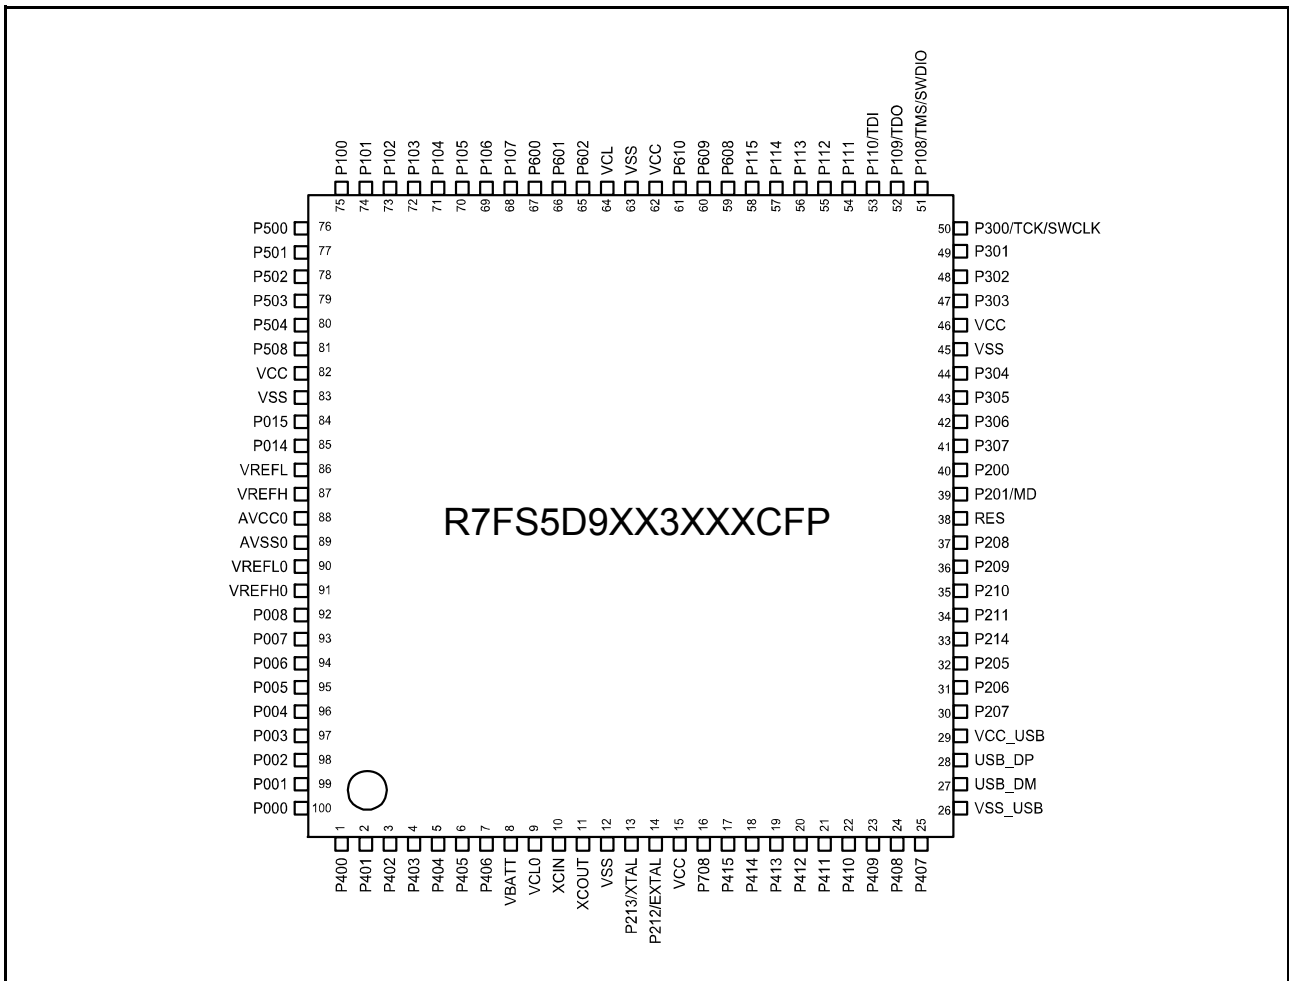 P100 P101 P102 P103 P104 P105 P106 P107 P600 P601 P602 VCL VSS VCC P610 P609 P608 P115 P114 P113 P112 P111 P110/TDI P109/TDO P108/TMS/SWDIO
75 74 73 72 71 70 69 68 67 66 65 64 63 62 61 60 59 58 57 56 55 54 53 52 51
P500 76 50 P300/TCK/SWCLK
P501 77 49 P301
P502 78 48 P302
P503 79 47 P303
P504 80 46 VCC
P508 81 45 VSS
VCC 82 44 P304
VSS 83 43 P305
P015 84 42 P306
P014 85 41 P307
VREFL 86 40 P200
VREFH 87 39 P201/MD
AVCC0 88 38 RES
R7FS5D9XX3XXXCFP
AVSS0 89 37 P208
VREFL0 90 36 P209
VREFH0 91 35 P210
P008 92 34 P211
P007 93 33 P214
P006 94 32 P205
P005 95 31 P206
P004 96 30 P207
P003 97 29 VCC_USB
P002 98 28 USB_DP
P001 99 27 USB_DM
P000 100 26 VSS_USB
1 2 3 4 5 6 7 8 9 10 11 12 13 14 15 16 17 18 19 20 21 22 23 24 25
P400 P401 P402 P403 P404 P405 P406 VBATT VCL0 XCIN XCOUT VSS P213/XTAL P212/EXTAL VCC P708 P415 P414 P413 P412 P411 P410 P409 P408 P407